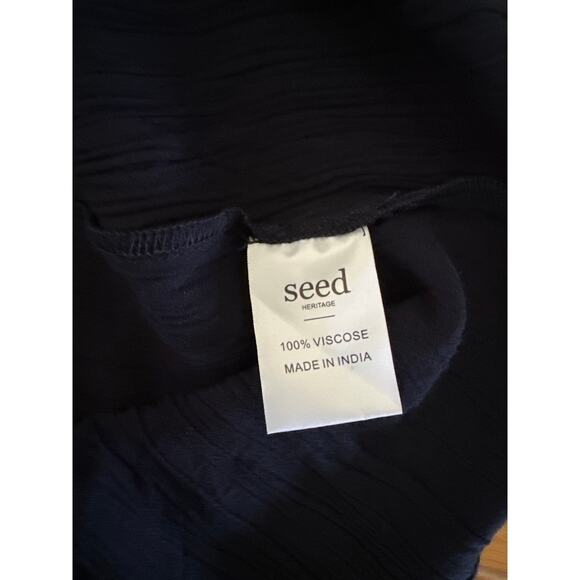 seed
HERITAGE
100% VISCOSE
MADE IN INDIA